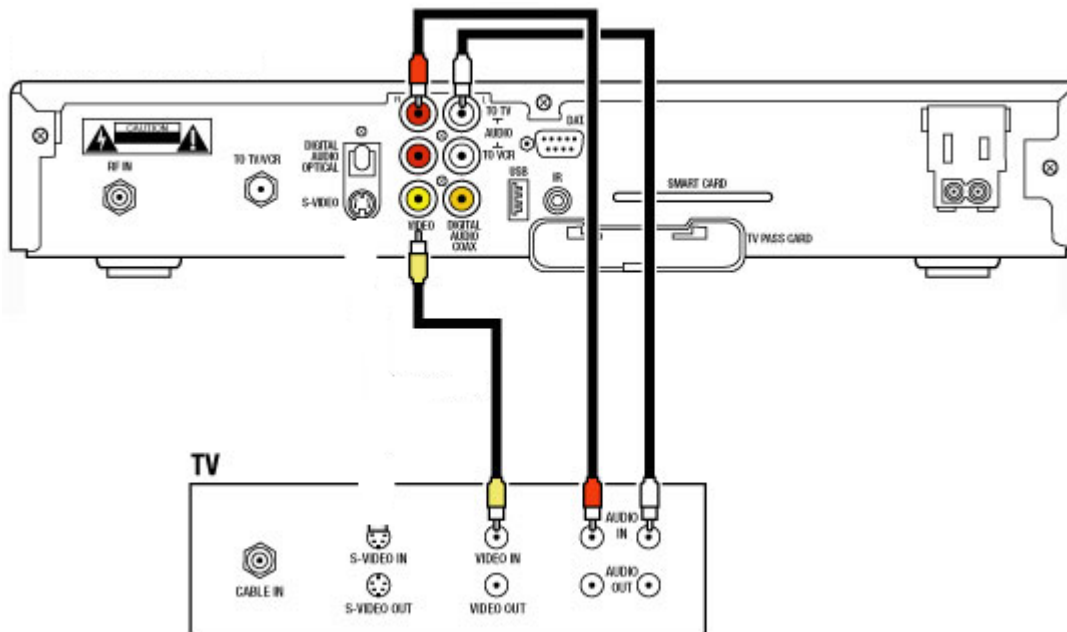 R
L
TO TV
AUDIO
TO VCR
CAUTION
RF IN
TO TV/VCR
DIGITAL
AUDIO
OPTICAL
S-VIDEO
VIDEO
DIGITAL
AUDIO
COAX
USB
IR
SMART CARD
TV PASS CARD
TV
CABLE IN
S-VIDEO IN
S-VIDEO OUT
VIDEO IN
VIDEO OUT
AUDIO
IN
AUDIO
OUT